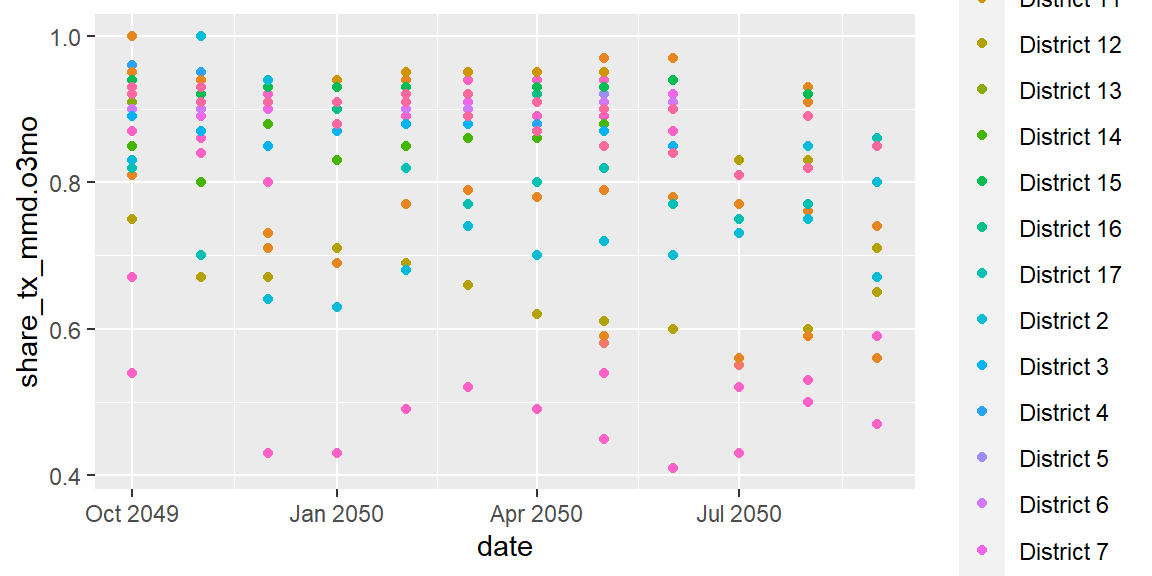 share_tx_mmd.o3mo
1.0
0.8
0.6
0.4
Oct 2049
Jan 2050
Apr 2050
Jul 2050
date
District 11
District 12
District 13
District 14
District 15
District 16
District 17
District 2
District 3
District 4
District 5
District 6
District 7